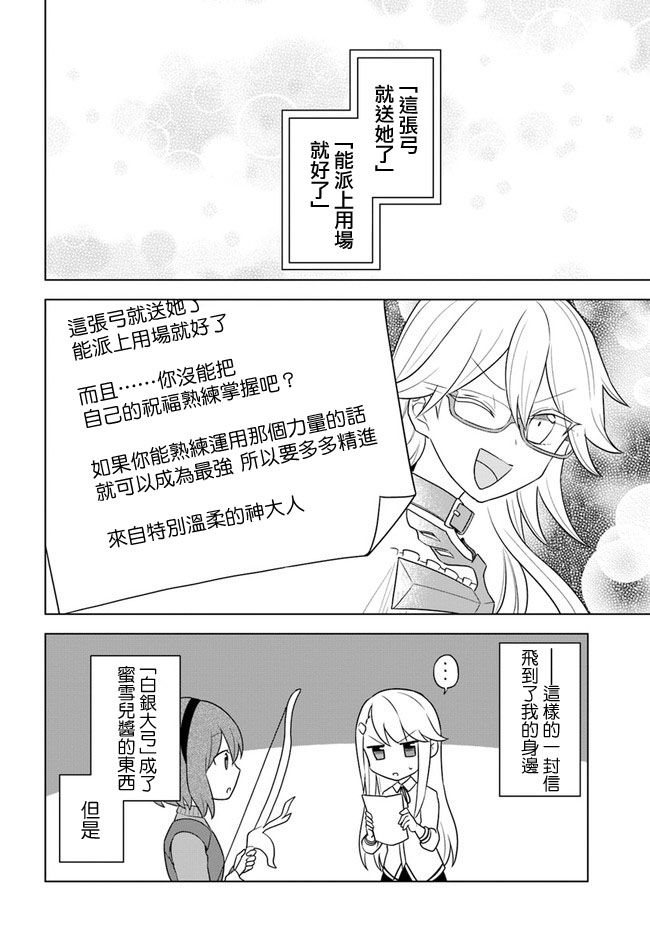 「這張弓
就送她了」
「能派上用場
就好了」
這張弓就送她了
能派上用場就好了
而且……你沒能把
自己的祝福熟練掌握吧？
如果你能熟練運用那個力量的話
就可以成為最強 所以要多多精進
來自特別溫柔的神大人
——這樣的一封信
飛到了我的身邊
…
「白銀大弓」成了
蜜雪兒醬的東西
但是